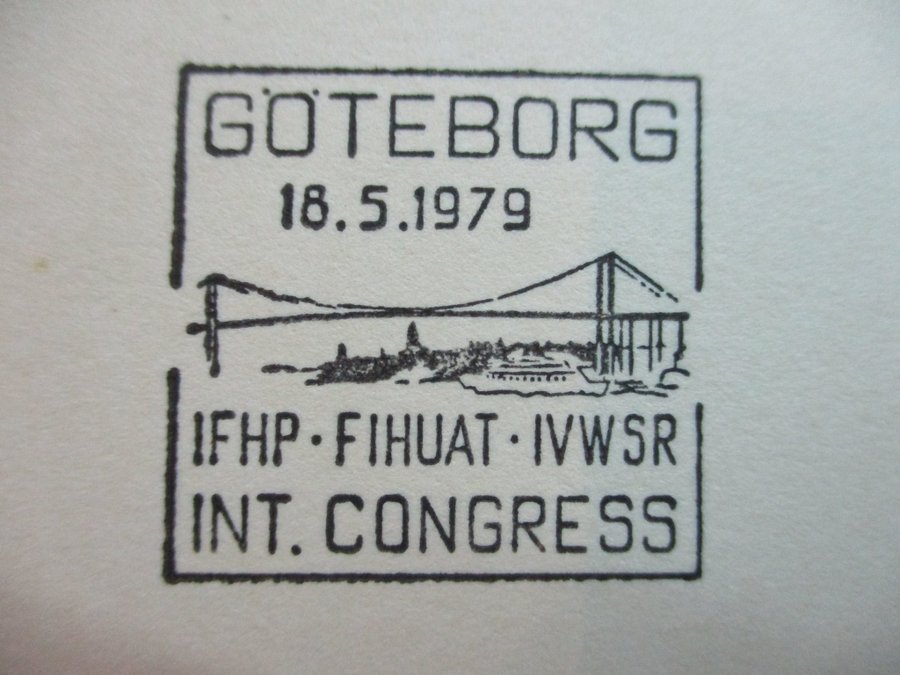 GÖTEBORG
18.5.1979
IFHP · FIHUAT · IVWSR
INT. CONGRESS